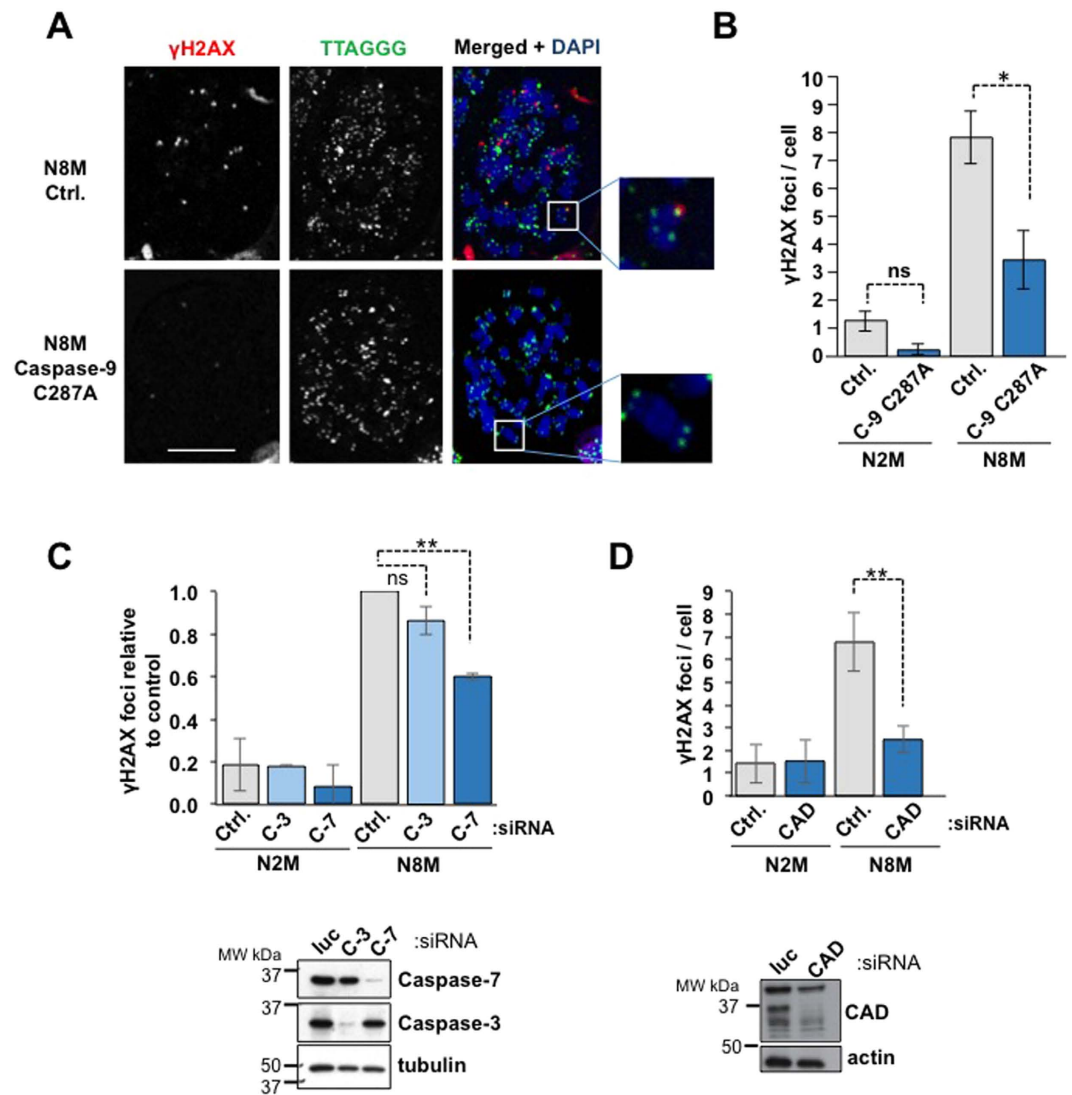 A
γH2AX
TTAGGG
Merged + DAPI
N8M
Ctrl.
N8M
Caspase-9
C287A
B
γH2AX foci / cell
10
9
8
7
6
5
4
3
2
1
0
ns
*
Ctrl.
C-9 C287A
Ctrl.
C-9 C287A
N2M
N8M
C
γH2AX foci relative
to control
1.0
0.8
0.6
0.4
0.2
0.0
ns
**
Ctrl.
C-3
C-7
Ctrl.
C-3
C-7
:siRNA
N2M
N8M
MW kDa
luc
C-3
C-7
:siRNA
37
Caspase-7
37
Caspase-3
50
37
tubulin
D
γH2AX foci / cell
9
8
7
6
5
4
3
2
1
0
**
Ctrl.
CAD
Ctrl.
CAD
:siRNA
N2M
N8M
MW kDa
luc
CAD
:siRNA
37
CAD
50
actin